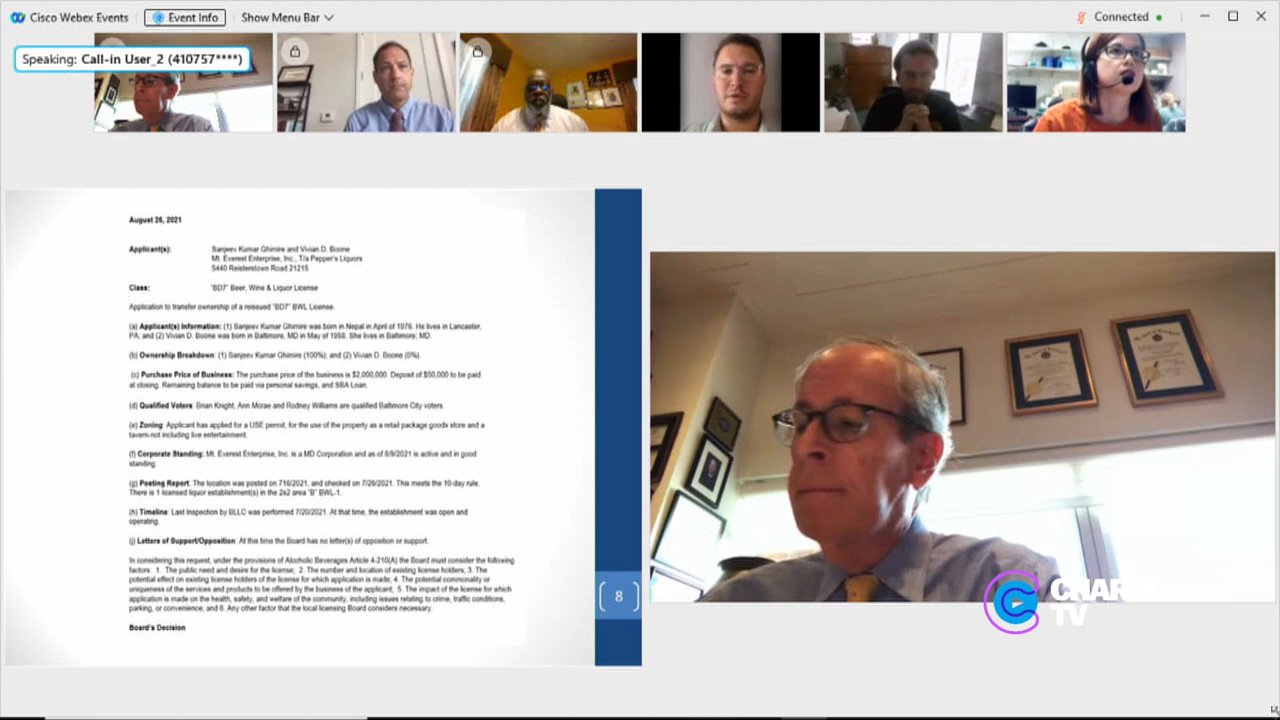 Cisco Webex Events
Event Info
Show Menu Bar
Connected
Speaking: Call-in User_2 (410757****)
August 26, 2021
Applicant(s): Sanjeev Kumar Ghimire and Vivian D. Boone
Mt. Everest Enterprise, Inc., T/a Pepper's Liquors
5440 Reisterstown Road 21215
Class: "BD7" Beer, Wine & Liquor License
Application to transfer ownership of a reissued "BD7" BWL License.
(a) Applicant(s) Information: (1) Sanjeev Kumar Ghimire was born in Nepal in April of 1976. He lives in Lancaster,
PA; and (2) Vivian D. Boone was born in Baltimore, MD in May of 1958. She lives in Baltimore; MD.
(b) Ownership Breakdown: (1) Sanjeev Kumar Ghimire (100%); and (2) Vivian D. Boone (0%).
(c) Purchase Price of Business: The purchase price of the business is $2,000,000. Deposit of $50,000 to be paid
at closing. Remaining balance to be paid via personal savings, and SBA Loan.
(d) Qualified Voters: Brian Knight, Ann Morae and Rodney Williams are qualified Baltimore City voters.
(e) Zoning: Applicant has applied for a USE permit, for the use of the property as a retail package goods store and a
tavern-not including live entertainment.
(f) Corporate Standing: Mt. Everest Enterprise, Inc. is a MD Corporation and as of 8/9/2021 is active and in good
standing.
(g) Posting Report: The location was posted on 716/2021, and checked on 7/26/2021. This meets the 10-day rule.
There is 1 licensed liquor establishment(s) in the 2x2 area "B" BWL-1.
(h) Timeline: Last Inspection by BLLC was performed 7/20/2021. At that time, the establishment was open and
operating.
(j) Letters of Support/Opposition: At this time the Board has no letter(s) of opposition or support.
In considering this request, under the provisions of Alcoholic Beverages Article 4-210(A) the Board must consider the following
factors: 1. The public need and desire for the license; 2. The number and location of existing license holders; 3. The
potential effect on existing license holders of the license for which application is made; 4. The potential commonality or
uniqueness of the services and products to be offered by the business of the applicant; 5. The impact of the license for which
application is made on the health, safety, and welfare of the community, including issues relating to crime, traffic conditions,
parking, or convenience; and 6. Any other factor that the local licensing Board considers necessary.
Board's Decision
8
TV